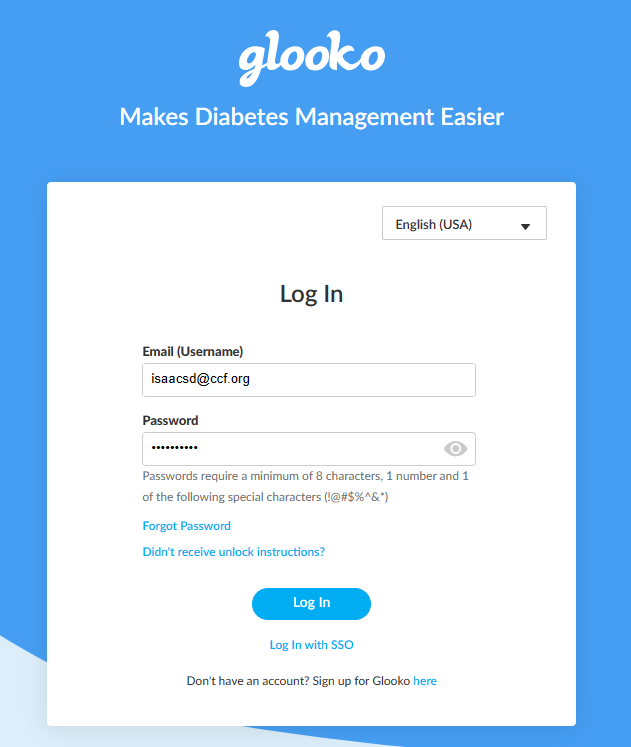 glooko
Makes Diabetes Management Easier
English (USA)
Log In
Email (Username)
isaacsd@ccf.org
Password
••••••••••
Passwords require a minimum of 8 characters, 1 number and 1
of the following special characters (!@#$%^&*)
Forgot Password
Didn't receive unlock instructions?
Log In
Log In with SSO
Don't have an account? Sign up for Glooko here